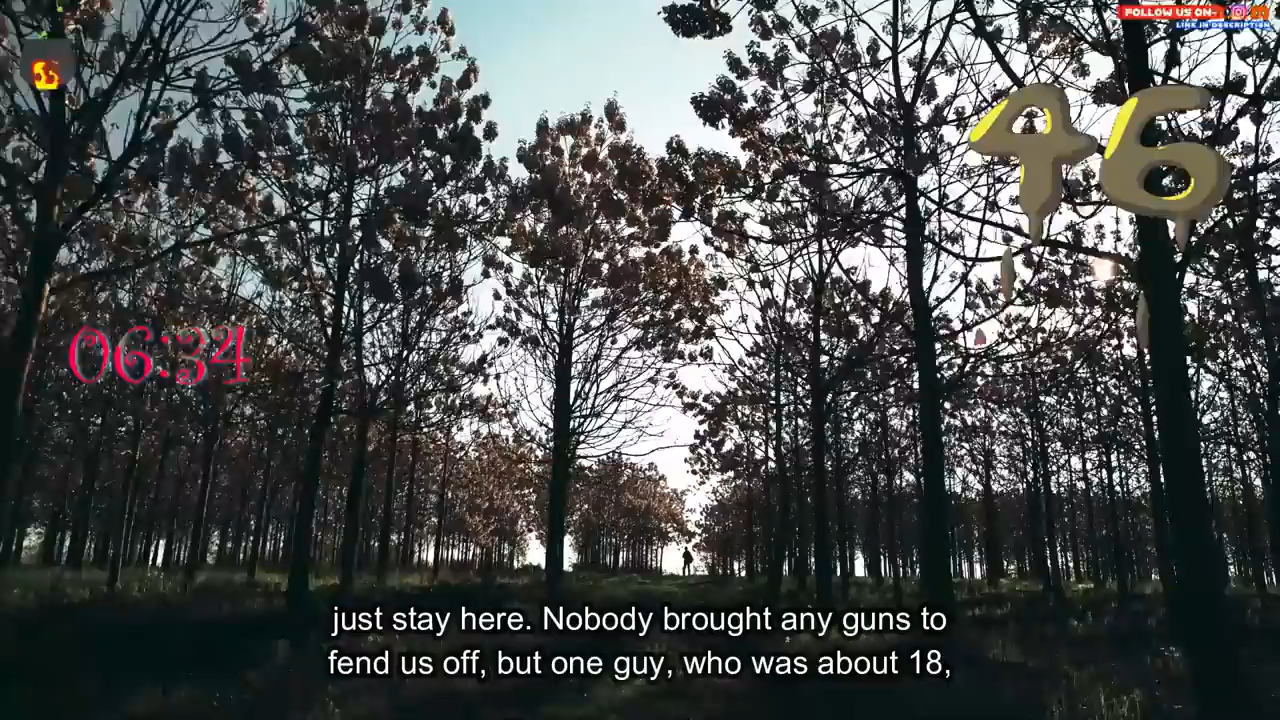 FOLLOW US ON-
LINK IN DESCRIPTION
46
06:34
just stay here. Nobody brought any guns to
fend us off, but one guy, who was about 18,